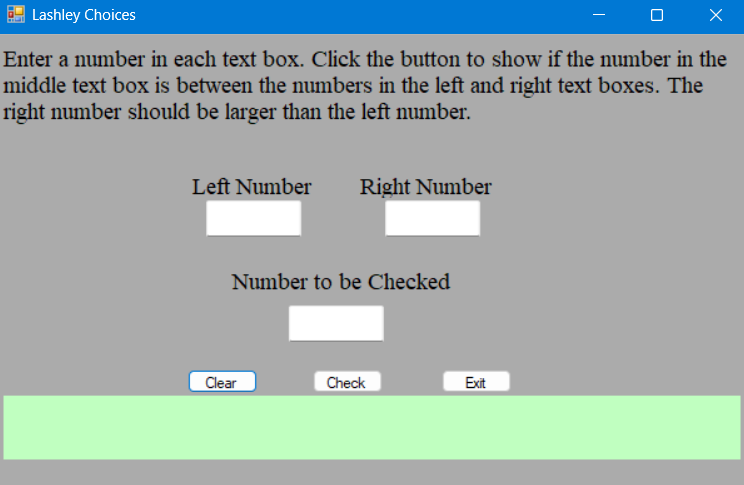 Lashley Choices
Enter a number in each text box. Click the button to show if the number in the
middle text box is between the numbers in the left and right text boxes. The
right number should be larger than the left number.
Left Number Right Number
Number to be Checked
Clear Check Exit